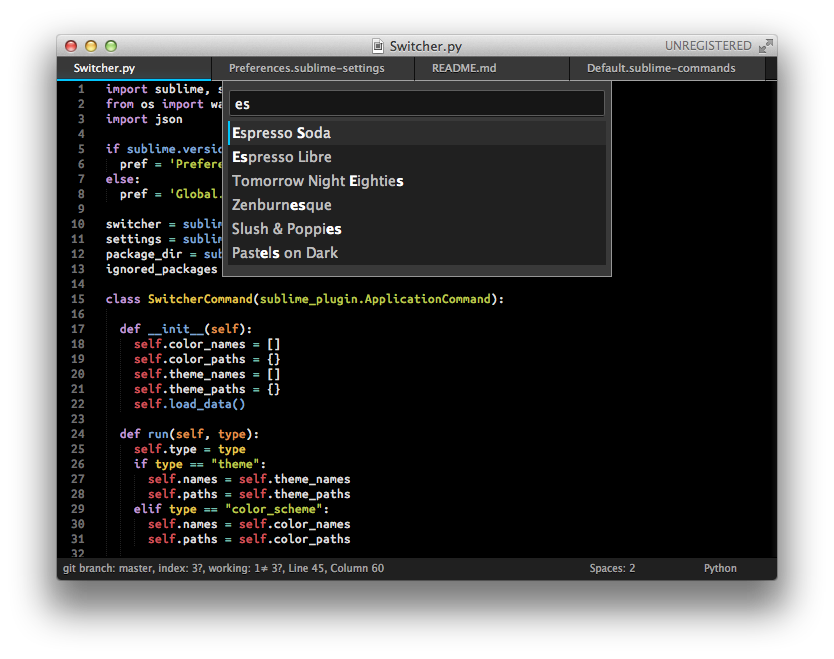 Switcher.py
UNREGISTERED
Switcher.py Preferences.sublime-settings README.md Default.sublime-commands
es
Espresso Soda
Espresso Libre
Tomorrow Night Eighties
Zenburnesque
Slush & Poppies
Pastels on Dark
1 import sublime, s
2 from os import wa
3 import json
4
5 if sublime.versio
6 pref = 'Prefere
7 else:
8 pref = 'Global.
9
10 switcher = sublim
11 settings = sublim
12 package_dir = sub
13 ignored_packages
14
15 class SwitcherCommand(sublime_plugin.ApplicationCommand):
16
17 def __init__(self):
18 self.color_names = []
19 self.color_paths = {}
20 self.theme_names = []
21 self.theme_paths = {}
22 self.load_data()
23
24 def run(self, type):
25 self.type = type
26 if type == "theme":
27 self.names = self.theme_names
28 self.paths = self.theme_paths
29 elif type == "color_scheme":
30 self.names = self.color_names
31 self.paths = self.color_paths
32
git branch: master, index: 3?, working: 1≠ 3?, Line 45, Column 60 Spaces: 2 Python